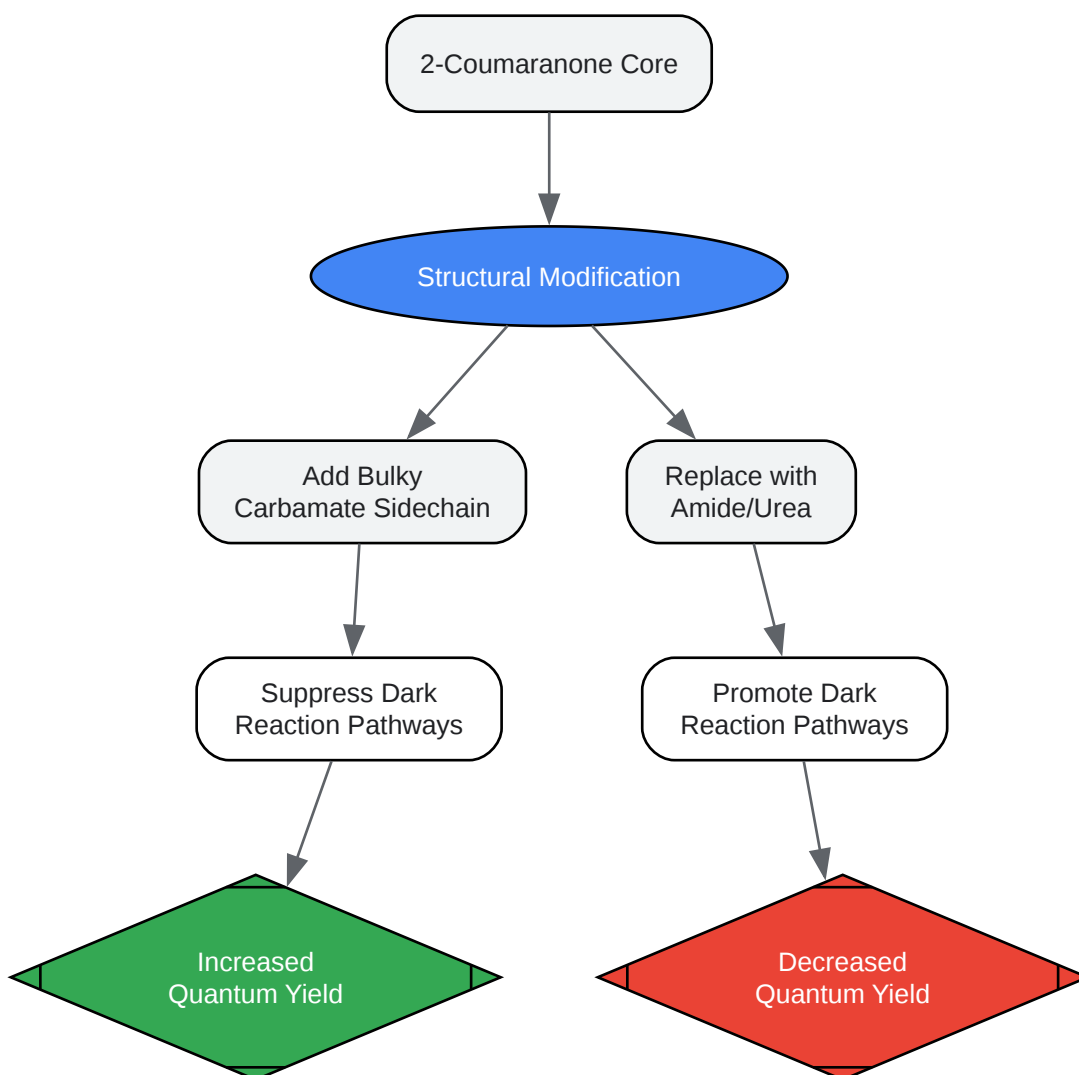 2-Coumaranone Core
Structural Modification
Add Bulky
Carbamate Sidechain
Replace with
Amide/Urea
Suppress Dark
Reaction Pathways
Promote Dark
Reaction Pathways
Increased
Quantum Yield
Decreased
Quantum Yield